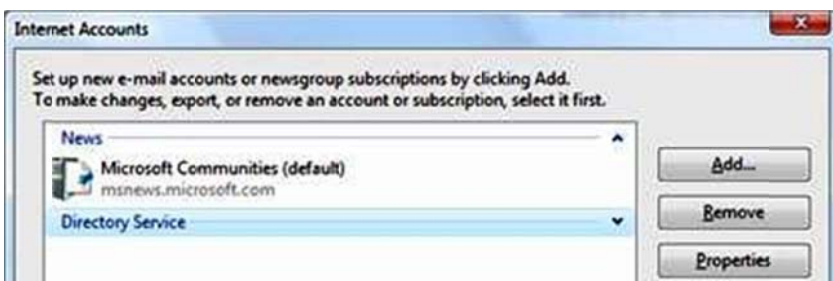 Internet Accounts
Set up new e-mail accounts or newsgroup subscriptions by clicking Add.
To make changes, export, or remove an account or subscription, select it first.
News
Microsoft Communities (default)
msnews.microsoft.com
Directory Service
Add...
Remove
Properties